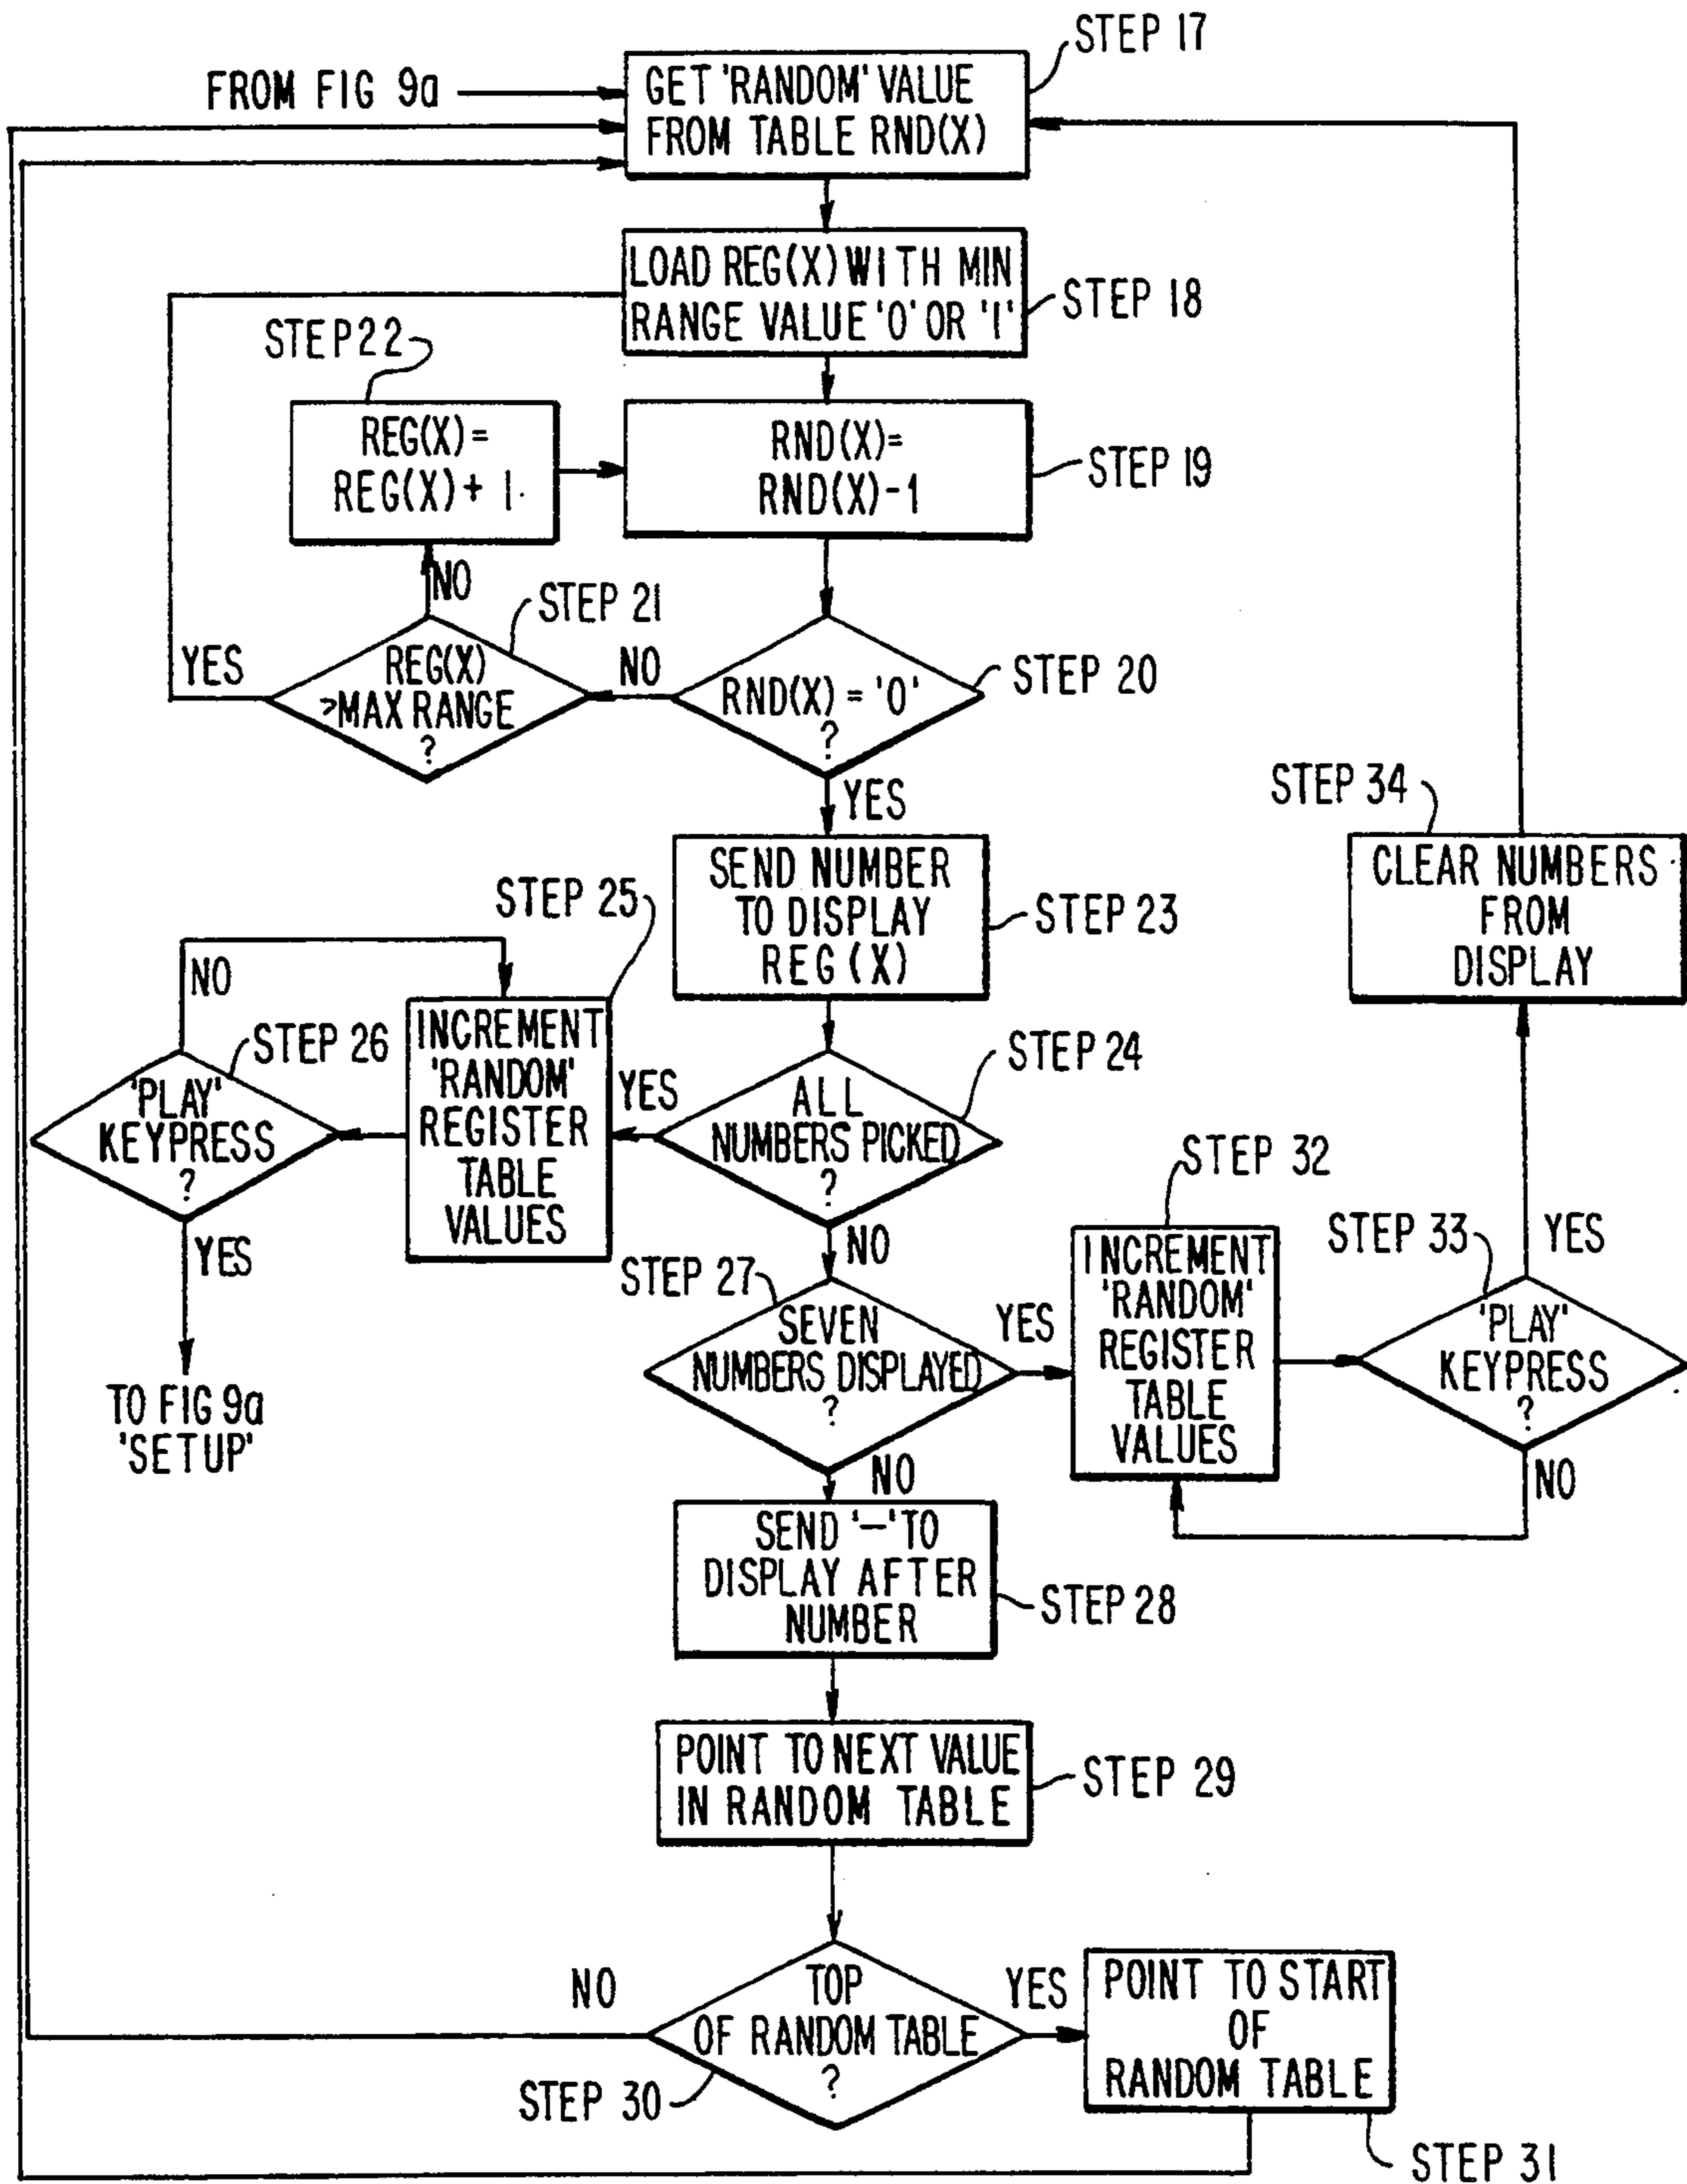 STEP 17
FROM FIG 9a
GET 'RANDOM' VALUE
FROM TABLE RND(X)
LOAD REG(X) WITH MIN
RANGE VALUE '0' OR '1'
STEP 18
STEP 22
REG(X)=
REG(X)+ 1
RND(X)=
RND(X)-1
STEP 19
NO
STEP 21
YES
REG(X)
>MAX RANGE
?
NO
RND(X) = '0'
?
STEP 20
YES
STEP 34
CLEAR NUMBERS
FROM
DISPLAY
SEND NUMBER
TO DISPLAY
REG (X)
STEP 23
STEP 25
NO
INCREMENT
'RANDOM'
REGISTER
TABLE
VALUES
STEP 26
'PLAY'
KEYPRESS
?
YES
TO FIG 9a
'SETUP'
YES
ALL
NUMBERS PICKED
?
STEP 24
NO
STEP 27
SEVEN
NUMBERS DISPLAYED
?
YES
STEP 32
INCREMENT
'RANDOM'
REGISTER
TABLE
VALUES
STEP 33
YES
'PLAY'
KEYPRESS
?
NO
NO
SEND '—' TO
DISPLAY AFTER
NUMBER
STEP 28
POINT TO NEXT VALUE
IN RANDOM TABLE
STEP 29
NO
TOP
OF RANDOM TABLE
?
STEP 30
YES
POINT TO START
OF
RANDOM TABLE
STEP 31